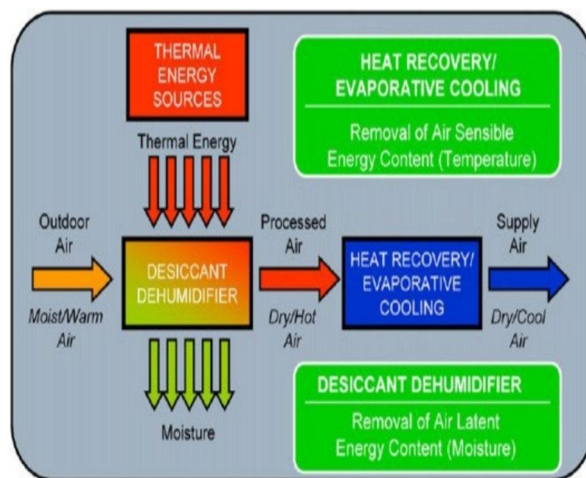 THERMAL
ENERGY
SOURCES
HEAT RECOVERY/
EVAPORATIVE COOLING
Removal of Air Sensible
Energy Content (Temperature)
Thermal Energy
Outdoor
Air
Processed
Air
Supply
Air
DESICCANT
DEHUMIDIFIER
HEAT RECOVERY/
EVAPORATIVE
COOLING
Moist/Warm
Air
Dry/Hot
Air
Dry/Cool
Air
Moisture
DESICCANT DEHUMIDIFIER
Removal of Air Latent
Energy Content (Moisture)